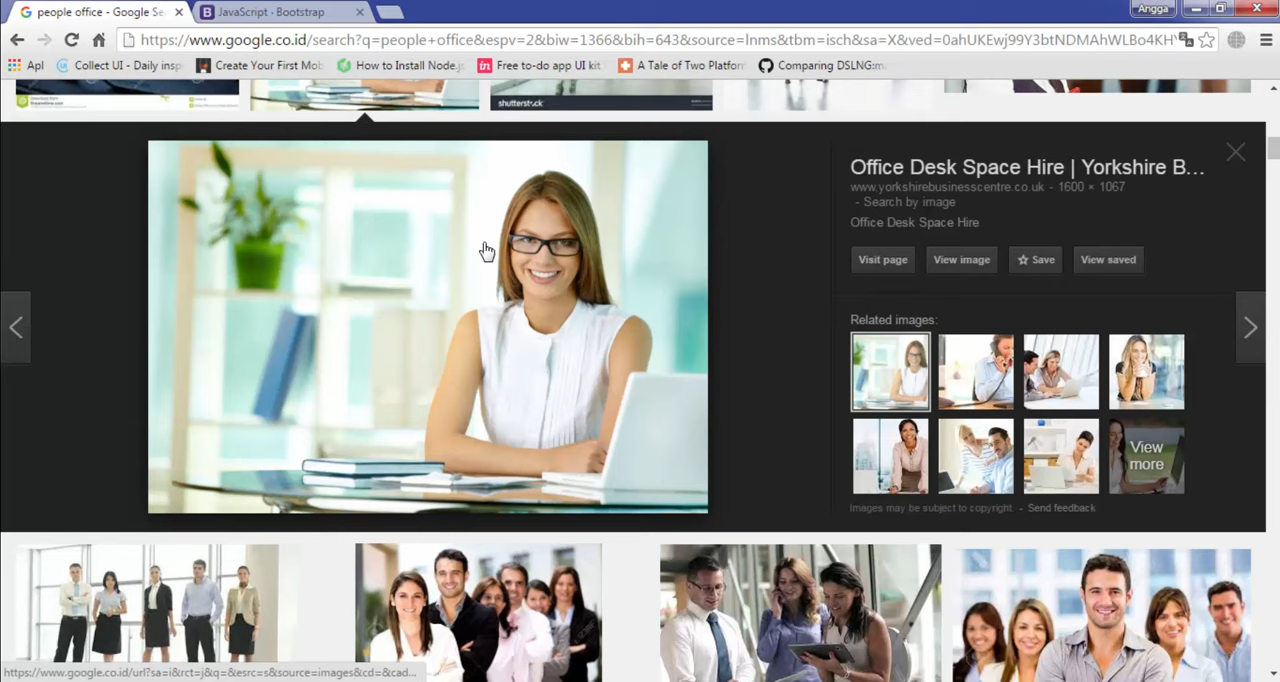 people office - Google Se
JavaScript · Bootstrap
Angga
https://www.google.co.id/search?q=people+office&espv=2&biw=1366&bih=643&source=lnms&tbm=isch&sa=X&ved=0ahUKEwj99Y3btNDMAhWLBo4KHY
Apl
Collect UI - Daily insp
Create Your First Mob
How to Install Node.js
Free to-do app UI kit
A Tale of Two Platfor
Comparing DSLNG:m
shutterstock
Office Desk Space Hire | Yorkshire B...
www.yorkshirebusinesscentre.co.uk - 1600 × 1067
- Search by image
Office Desk Space Hire
Visit page
View image
Save
View saved
Related images:
View
more
Images may be subject to copyright - Send feedback
https://www.google.co.id/url?sa=i&rct=j&q=&esrc=s&source=images&cd=&cad...